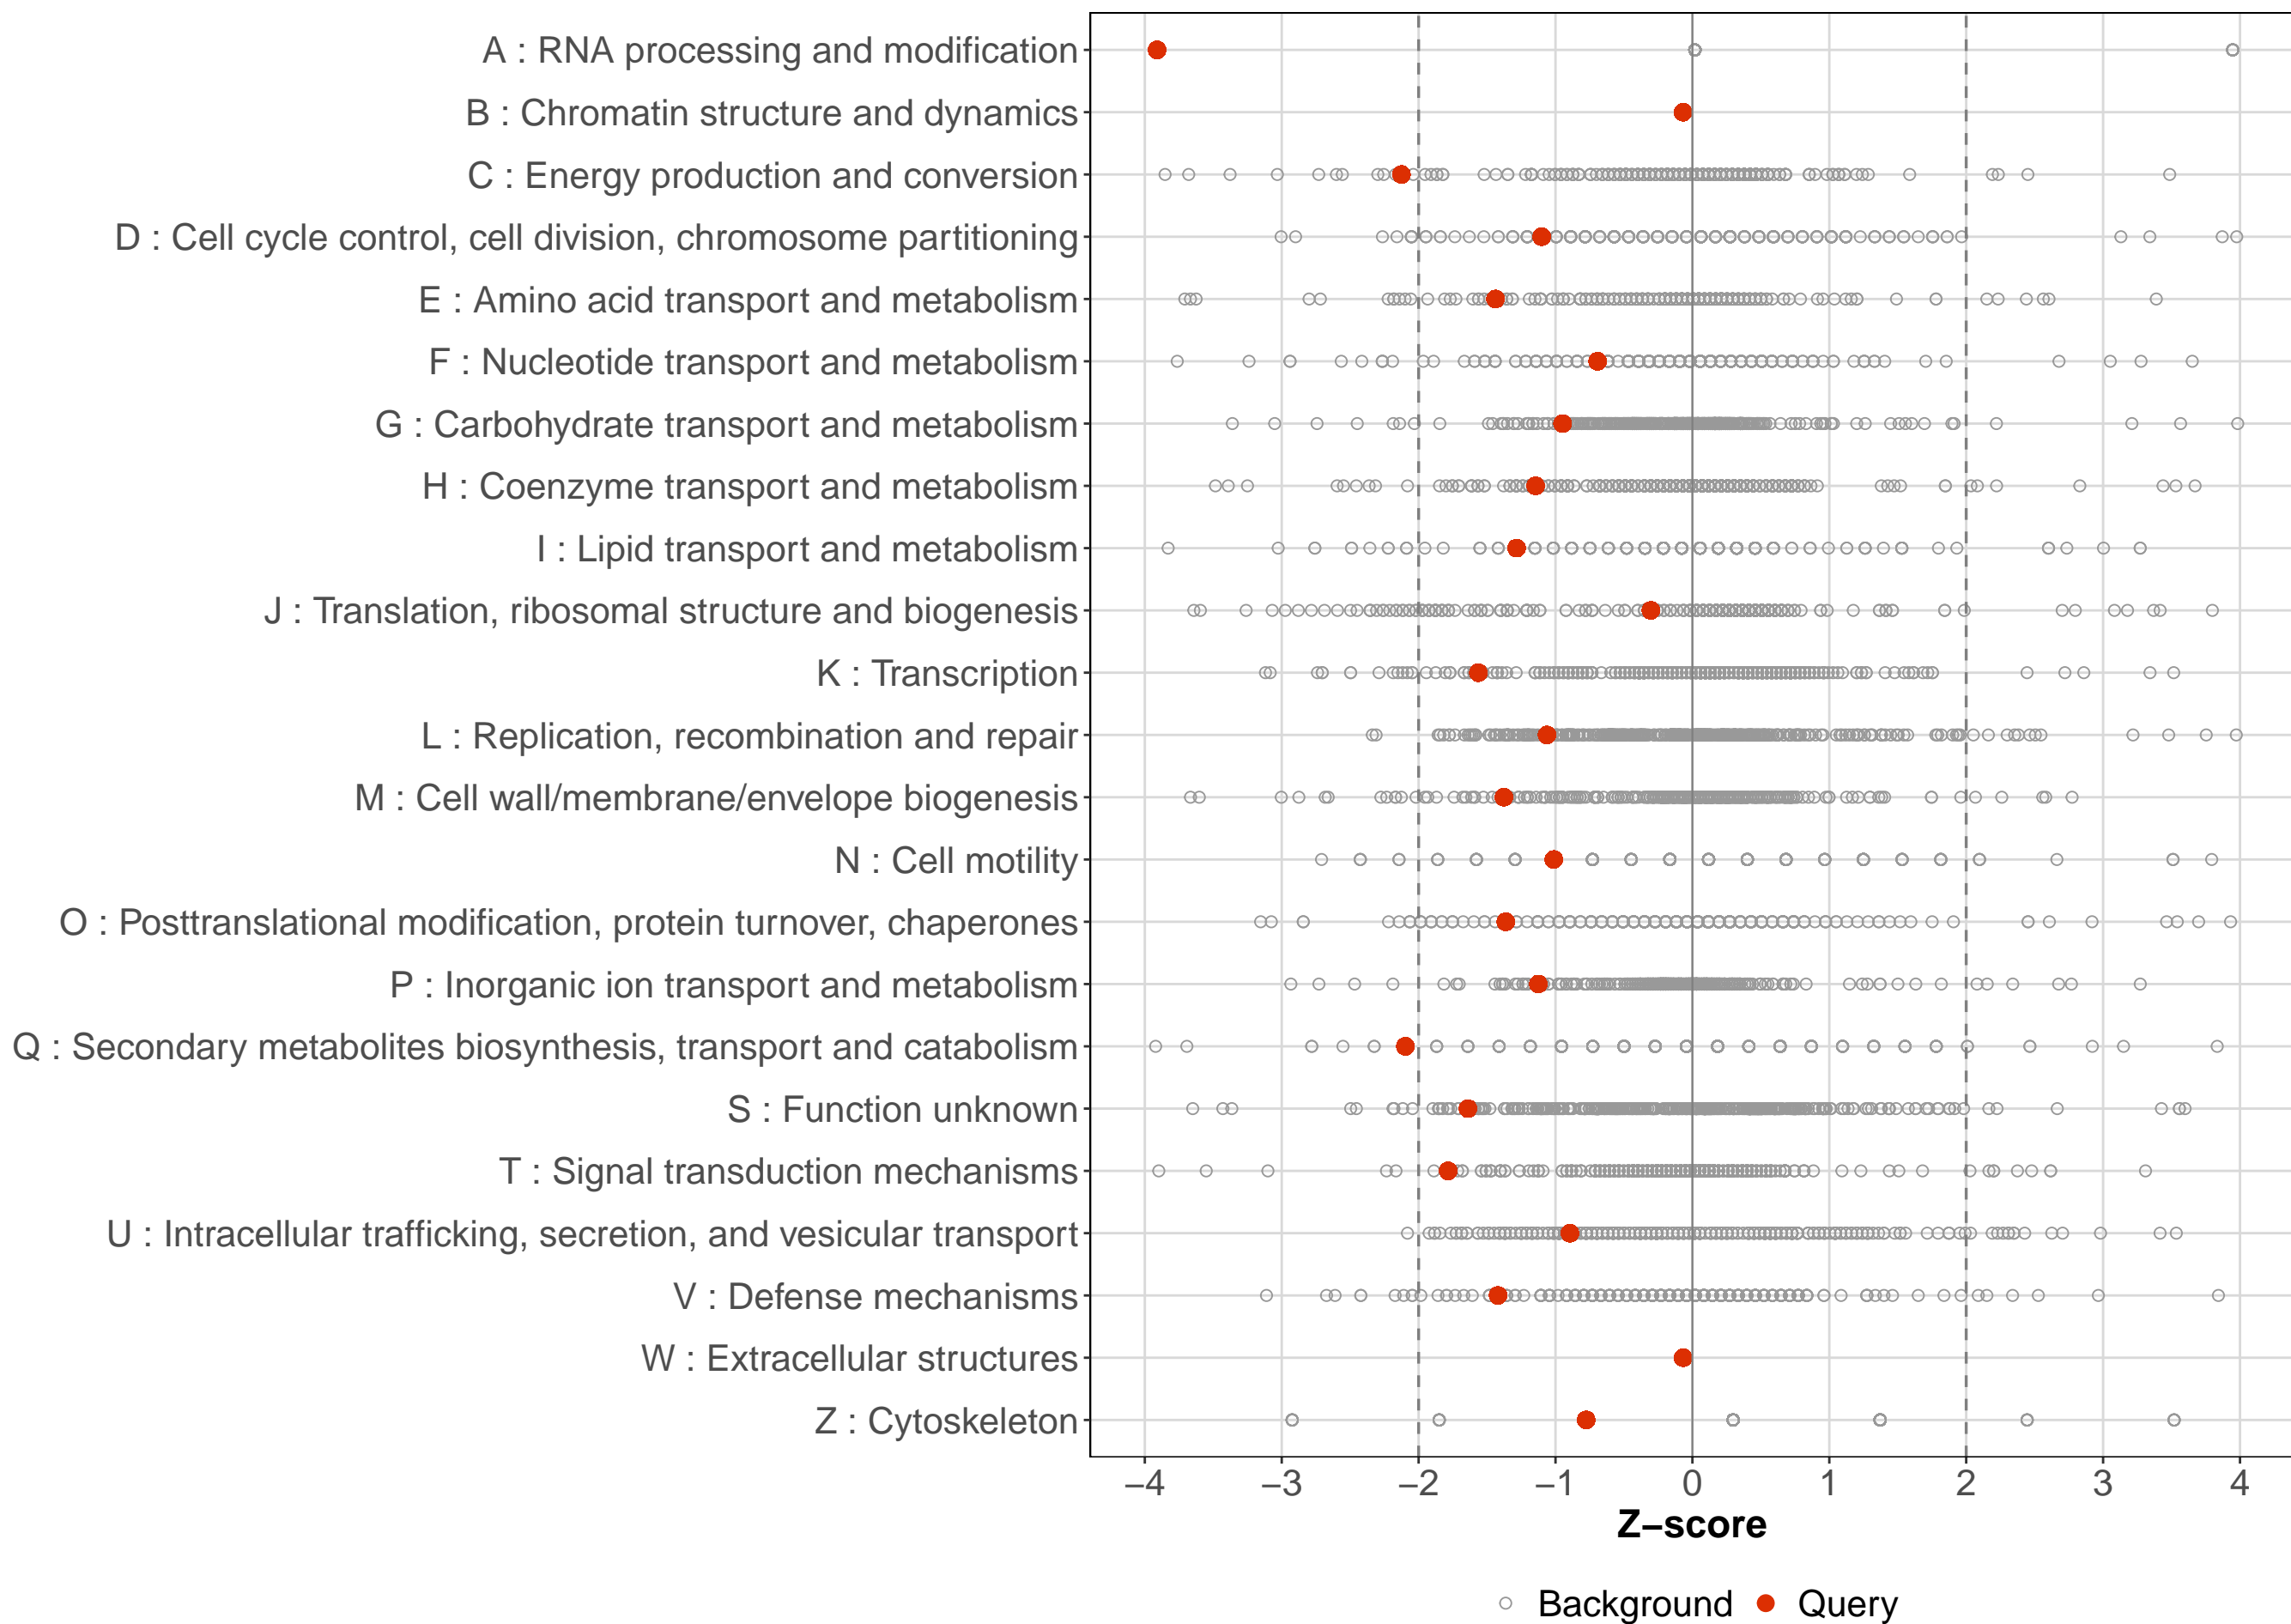 A : RNA processing and modification
B : Chromatin structure and dynamics
C : Energy production and conversion
D : Cell cycle control, cell division, chromosome partitioning
E : Amino acid transport and metabolism
F : Nucleotide transport and metabolism
G : Carbohydrate transport and metabolism
H : Coenzyme transport and metabolism
I : Lipid transport and metabolism
J : Translation, ribosomal structure and biogenesis
K : Transcription
L : Replication, recombination and repair
M : Cell wall/membrane/envelope biogenesis
N : Cell motility
O : Posttranslational modification, protein turnover, chaperones
P : Inorganic ion transport and metabolism
Q : Secondary metabolites biosynthesis, transport and catabolism
S : Function unknown
T : Signal transduction mechanisms
U : Intracellular trafficking, secretion, and vesicular transport
V : Defense mechanisms
W : Extracellular structures
Z : Cytoskeleton
−4 −3 −2 −1 0 1 2 3 4
Z−score
Background Query